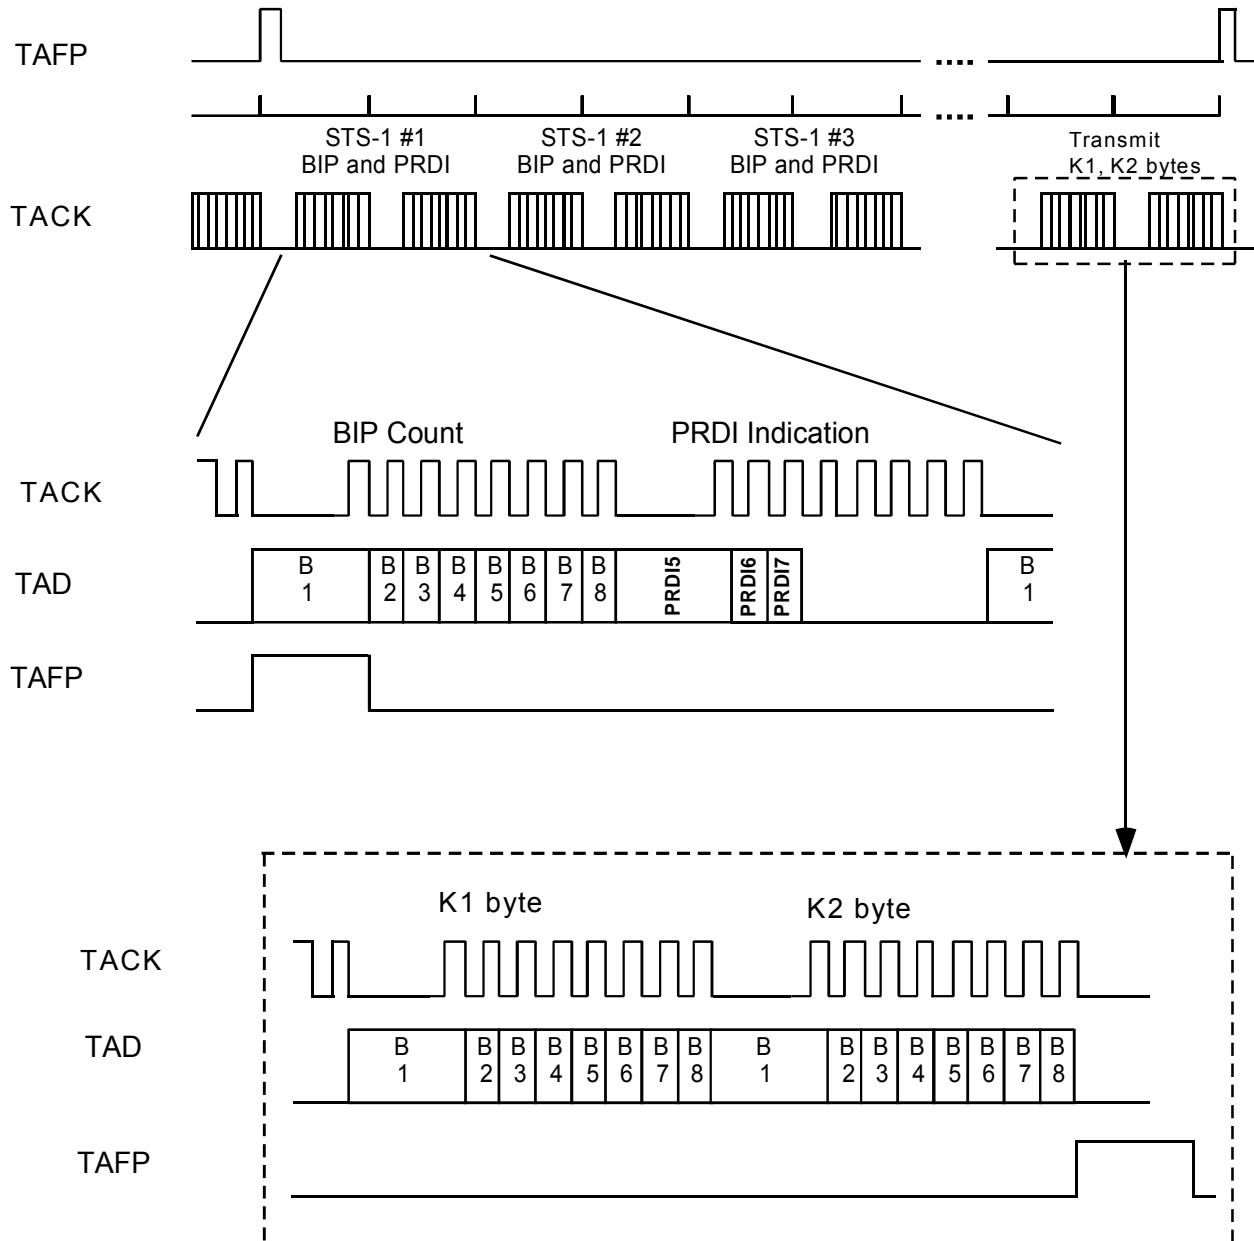 TAFP
....
....
STS-1 #1
BIP and PRDI
STS-1 #2
BIP and PRDI
STS-1 #3
BIP and PRDI
Transmit
K1, K2 bytes
TACK
BIP Count
PRDI Indication
TACK
TAD
B
1
B
2
B
3
B
4
B
5
B
6
B
7
B
8
PRDI5
PRDI6
PRDI7
B
1
TAFP
K1 byte
K2 byte
TACK
TAD
B
1
B
2
B
3
B
4
B
5
B
6
B
7
B
8
B
1
B
2
B
3
B
4
B
5
B
6
B
7
B
8
TAFP